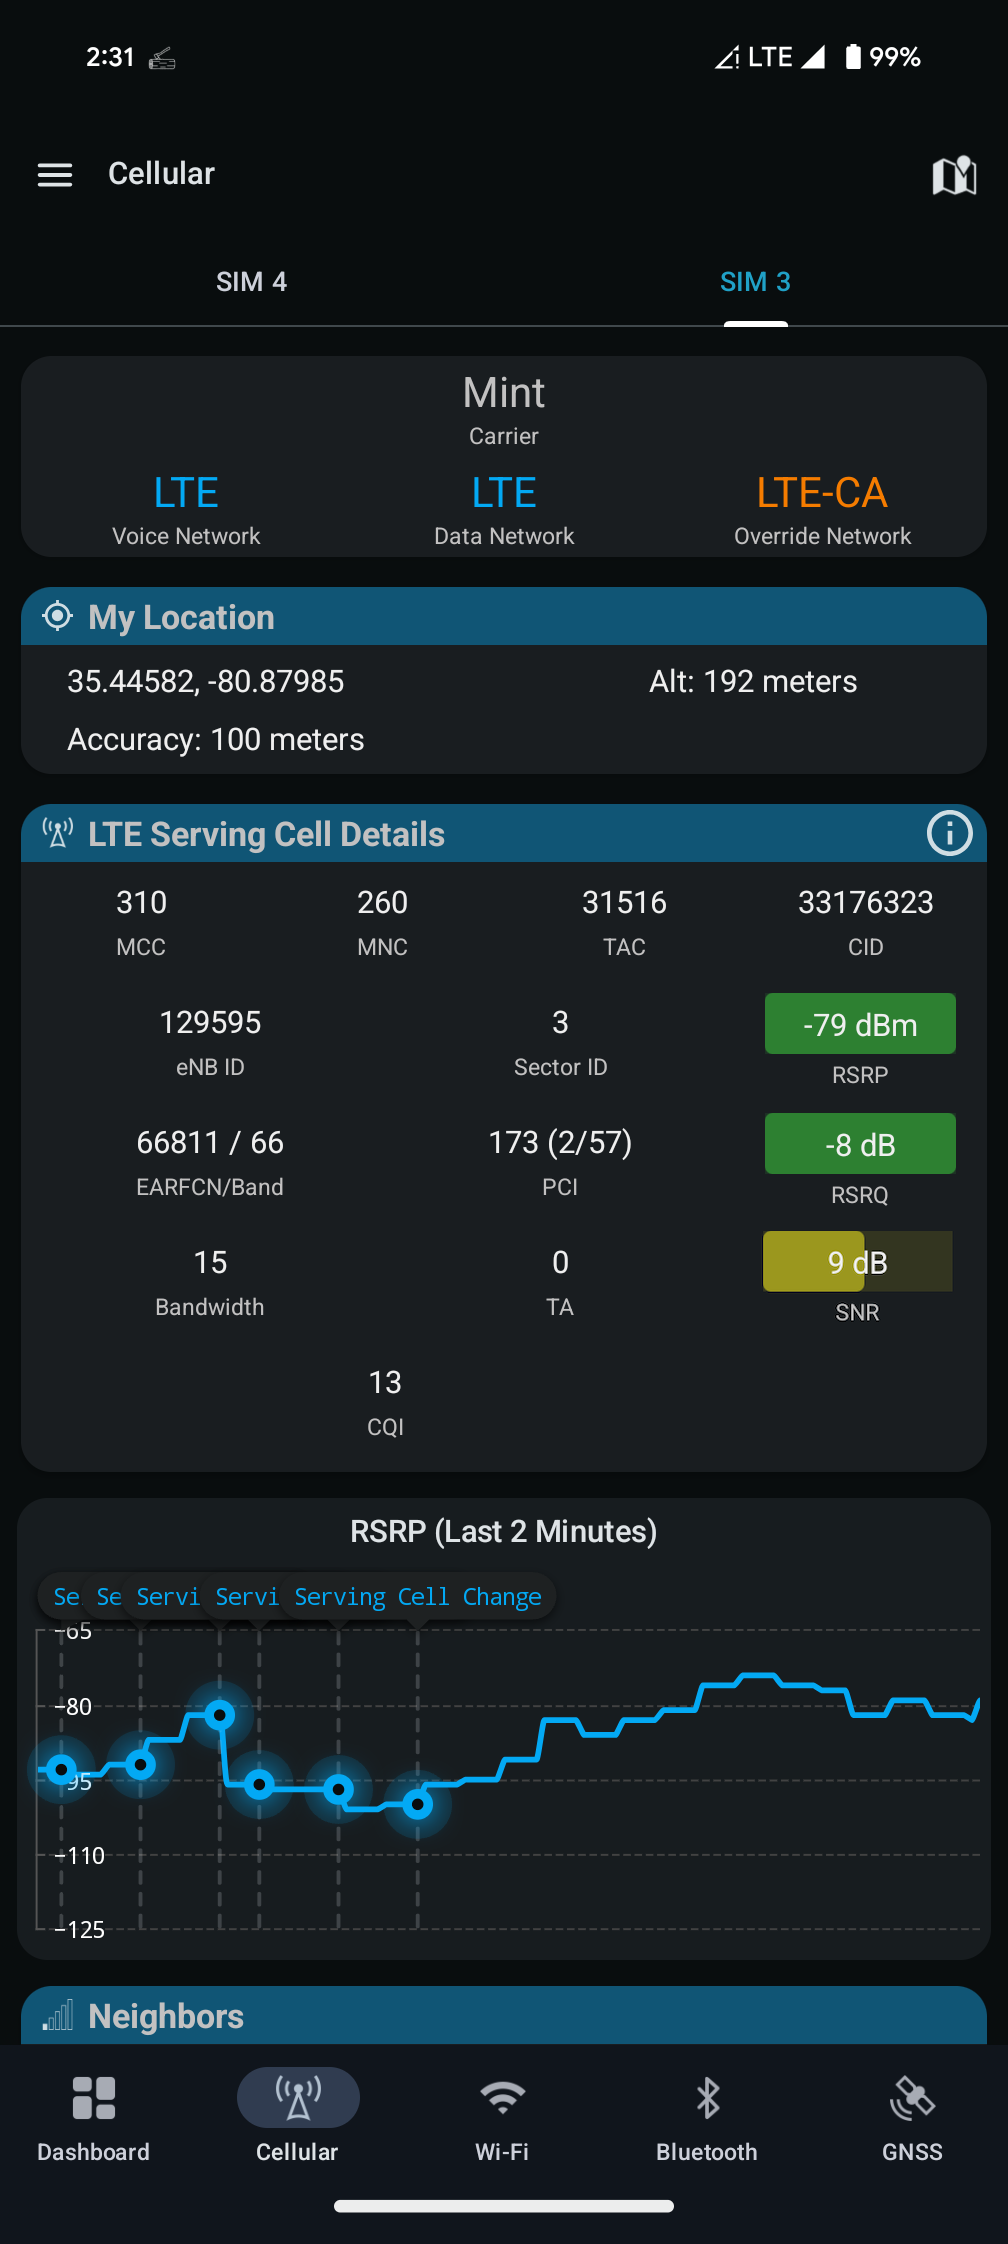 2:31 LTE 99%
Cellular
SIM 4 SIM 3
Mint
Carrier
LTE LTE LTE-CA
Voice Network Data Network Override Network
My Location
35.44582, -80.87985 Alt: 192 meters
Accuracy: 100 meters
LTE Serving Cell Details
310 260 31516 33176323
MCC MNC TAC CID
129595 3 -79 dBm
eNB ID Sector ID RSRP
66811 / 66 173 (2/57) -8 dB
EARFCN/Band PCI RSRQ
15 0 9 dB
Bandwidth TA SNR
13
CQI
RSRP (Last 2 Minutes)
Se Se Servi Servi Serving Cell Change
-65
-80
-95
-110
-125
Neighbors
Dashboard Cellular Wi-Fi Bluetooth GNSS